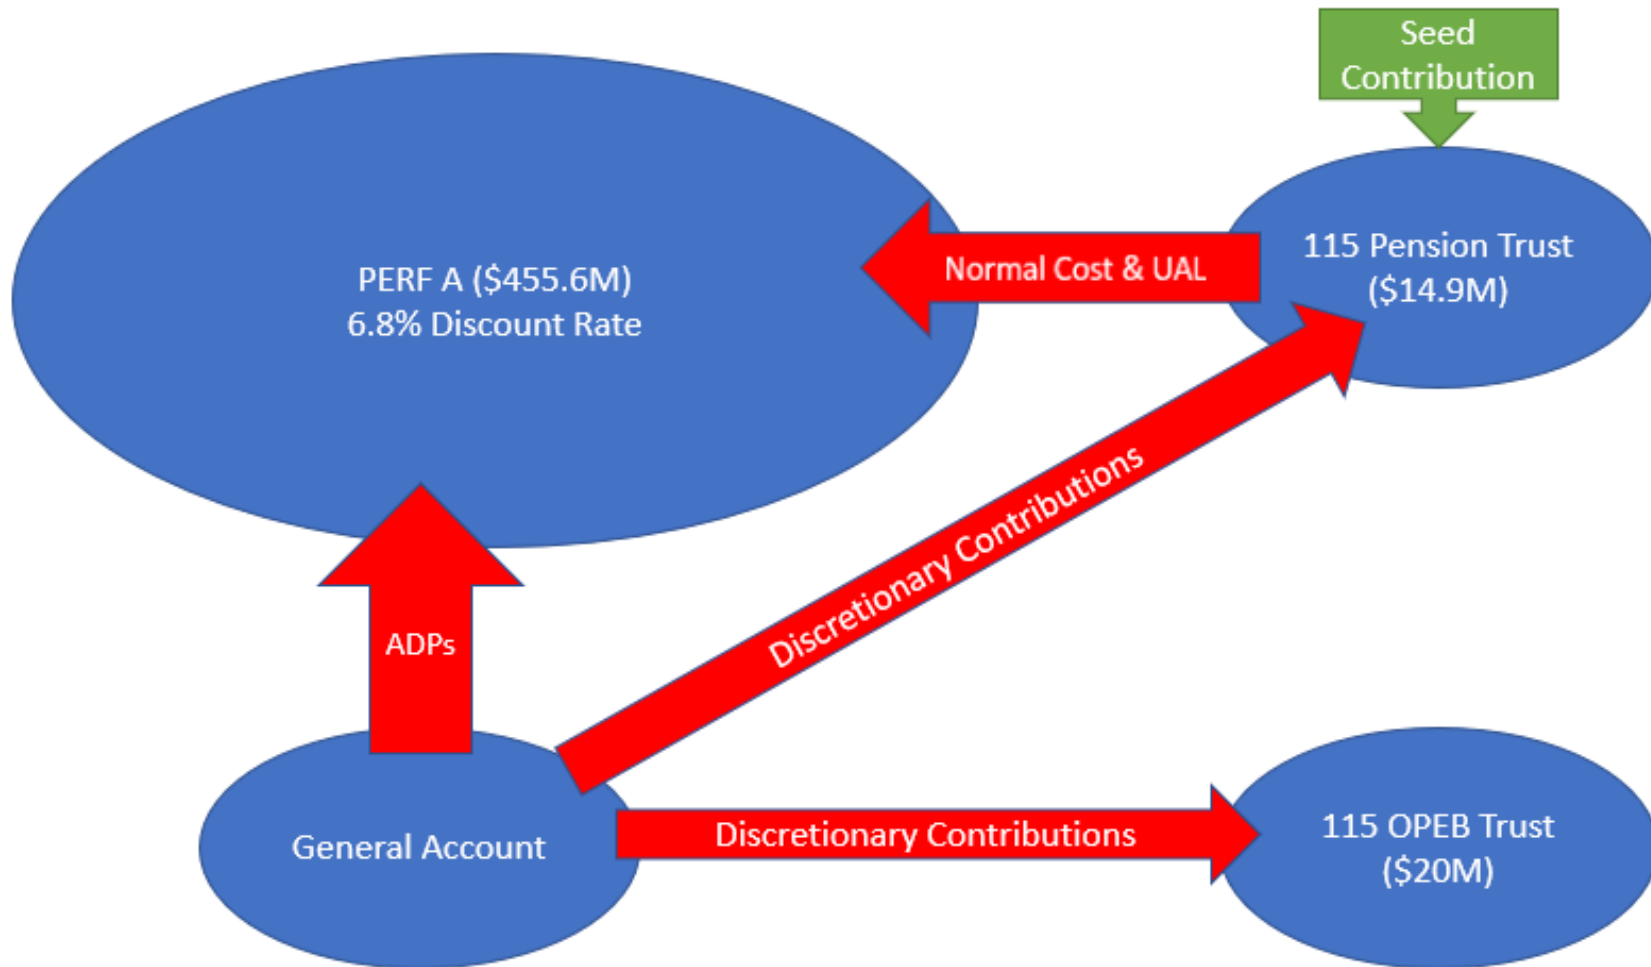 Seed
Contribution
PERF A ($455.6M)
6.8% Discount Rate
Normal Cost & UAL
115 Pension Trust
($14.9M)
Discretionary Contributions
ADPs
General Account
Discretionary Contributions
115 OPEB Trust
($20M)